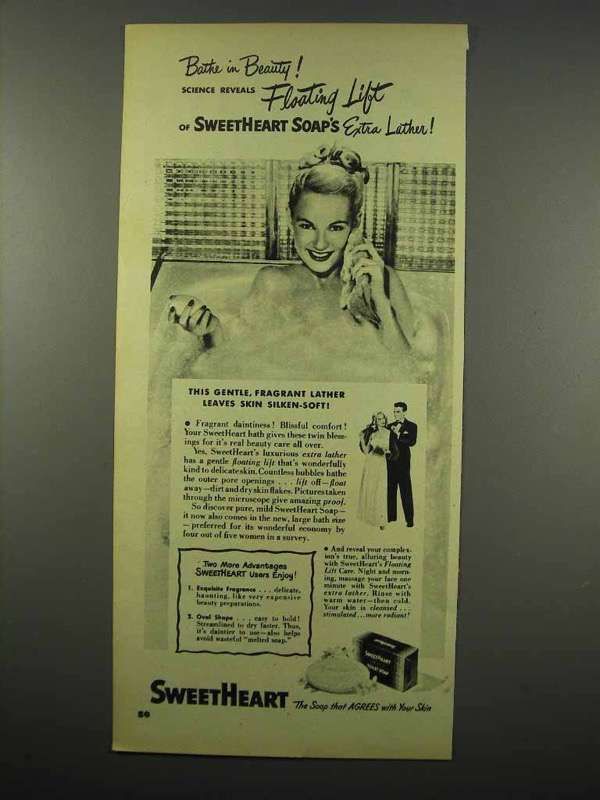 Bathe in Beauty!
SCIENCE REVEALS Floating Lift
OF SWEETHEART SOAP'S Extra Lather!
THIS GENTLE, FRAGRANT LATHER
LEAVES SKIN SILKEN-SOFT!
● Fragrant daintiness! Blissful comfort!
Your SweetHeart bath gives these twin bless-
ings for it's real beauty care all over.
Yes, SweetHeart's luxurious extra lather
has a gentle floating lift that's wonderfully
kind to delicate skin. Countless bubbles bathe
the outer pore openings . . . lift off—float
away—dirt and dry skin flakes. Pictures taken
through the microscope give amazing proof.
So discover pure, mild SweetHeart Soap—
it now also comes in the new, large bath size
—preferred for its wonderful economy by
four out of five women in a survey.
Two More Advantages
SWEETHEART Users Enjoy!
1. Exquisite Fragrance . . . delicate,
haunting, like very expensive
beauty preparations.
2. Oval Shape . . . easy to hold!
Streamlined to dry faster. Thus,
it's daintier to use—also helps
avoid wasteful "melted soap."
● And reveal your complex-
ion's true, alluring beauty
with SweetHeart's Floating
Lift Care. Night and morn-
ing, massage your face one
minute with SweetHeart's
extra lather. Rinse with
warm water—then cold.
Your skin is cleansed . . .
stimulated . . . more radiant!
SWEETHEART
TOILET SOAP
SWEETHEART
The Soap that AGREES with Your Skin
80